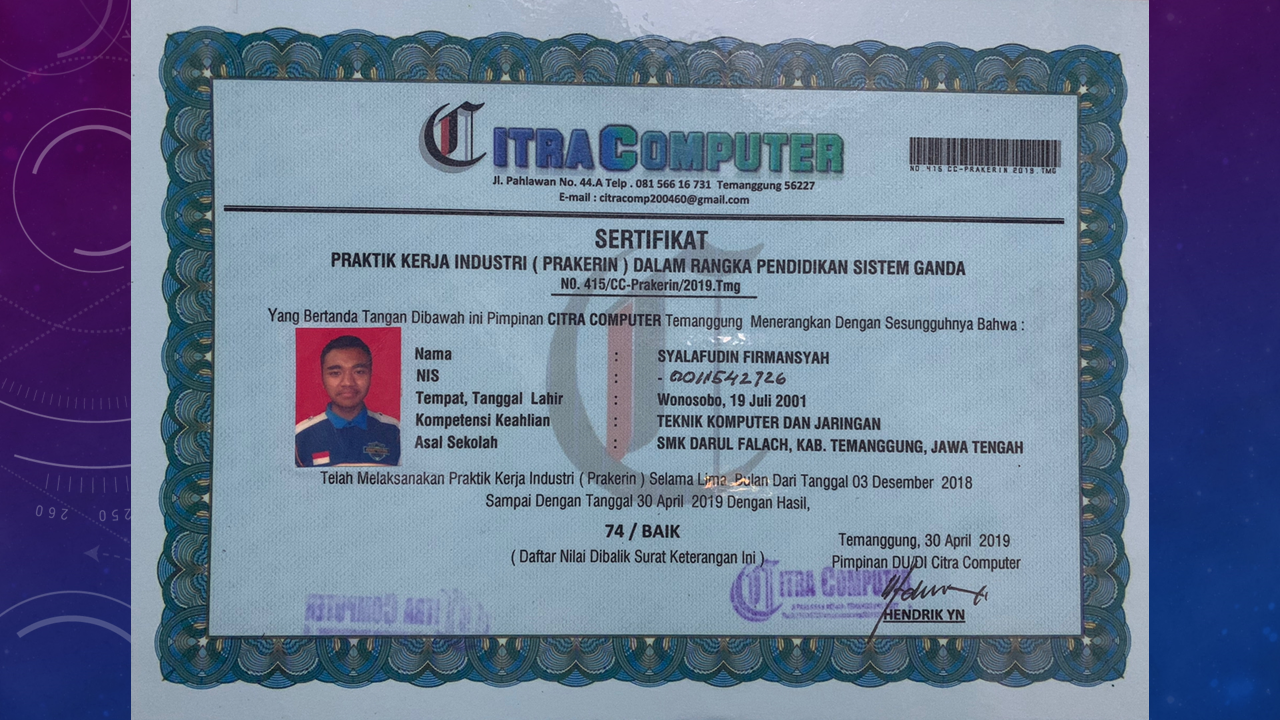 CITRA COMPUTER
Jl. Pahlawan No. 44.A Telp . 081 566 16 731 Temanggung 56227
E-mail : citracomp200460@gmail.com
NO 415 CC-PRAKERIN 2019.TMG
SERTIFIKAT
PRAKTIK KERJA INDUSTRI ( PRAKERIN ) DALAM RANGKA PENDIDIKAN SISTEM GANDA
NO. 415/CC-Prakerin/2019.Tmg
Yang Bertanda Tangan Dibawah ini Pimpinan CITRA COMPUTER Temanggung Menerangkan Dengan Sesungguhnya Bahwa :
Nama : SYALAFUDIN FIRMANSYAH
NIS : - 0011542726
Tempat, Tanggal Lahir : Wonosobo, 19 Juli 2001
Kompetensi Keahlian : TEKNIK KOMPUTER DAN JARINGAN
Asal Sekolah : SMK DARUL FALACH, KAB. TEMANGGUNG, JAWA TENGAH
Telah Melaksanakan Praktik Kerja Industri ( Prakerin ) Selama Lima Bulan Dari Tanggal 03 Desember 2018
Sampai Dengan Tanggal 30 April 2019 Dengan Hasil,
74 / BAIK
( Daftar Nilai Dibalik Surat Keterangan Ini )
Temanggung, 30 April 2019
Pimpinan DU/DI Citra Computer
CITRA COMPUTER
HENDRIK YN
CITRA COMPUTER
260 250